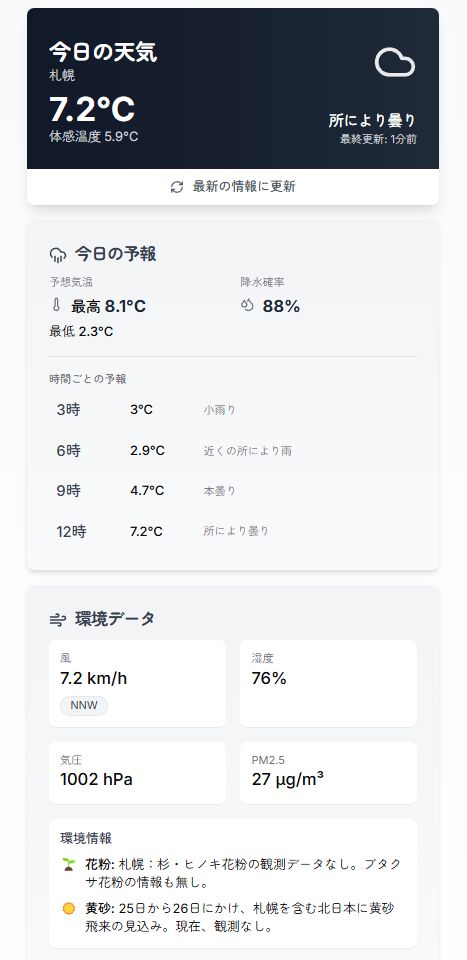 今日の天気
札幌
7.2°C
体感温度 5.9°C
所により曇り
最終更新: 1分前
最新の情報に更新
今日の予報
予想気温
最高 8.1°C
最低 2.3°C
降水確率
88%
時間ごとの予報
3時 3°C 小雨り
6時 2.9°C 近くの所により雨
9時 4.7°C 本曇り
12時 7.2°C 所により曇り
環境データ
風
7.2 km/h
NNW
湿度
76%
気圧
1002 hPa
PM2.5
27 μg/m³
環境情報
花粉: 札幌：杉・ヒノキ花粉の観測データなし。ブタク
サ花粉の情報も無し。
黄砂: 25日から26日にかけ、札幌を含む北日本に黄砂
飛来の見込み。現在、観測なし。